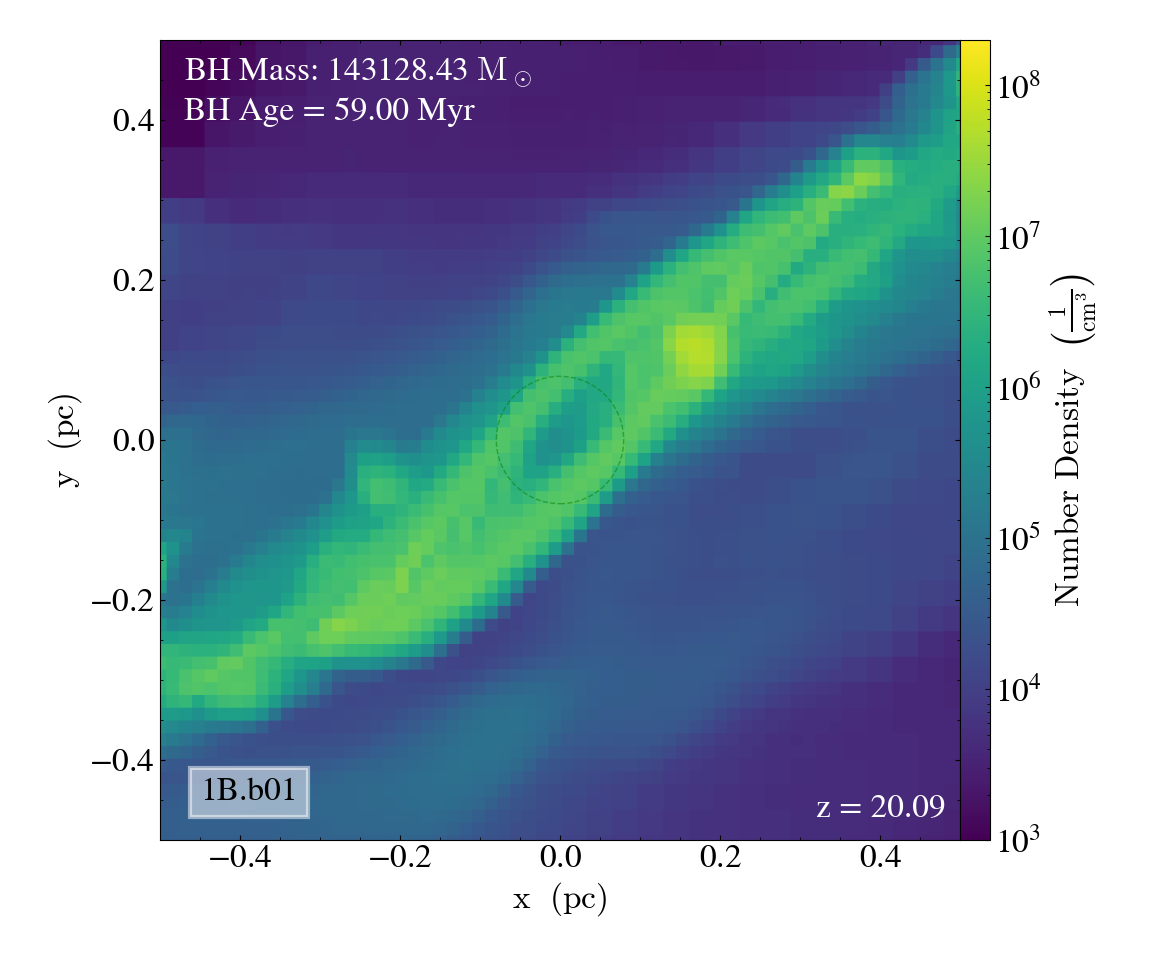 BH Mass: 143128.43 M⊙
BH Age = 59.00 Myr
y (pc)
0.4
0.2
0.0
−0.2
−0.4
1B.b01
z = 20.09
−0.4 −0.2 0.0 0.2 0.4
x (pc)
10⁸
10⁷
10⁶
10⁵
10⁴
10³
Number Density (1/cm³)